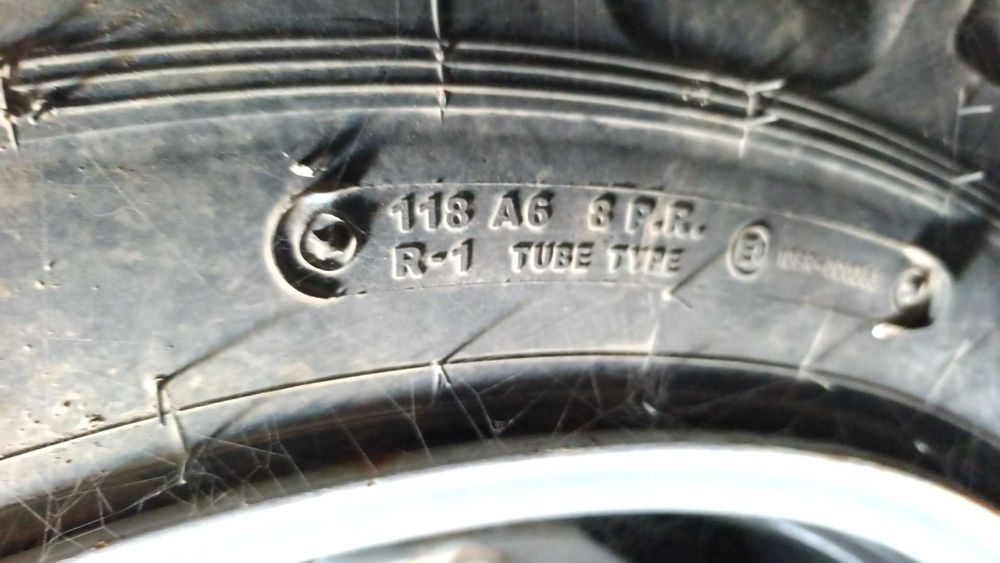 118 A6 8 P.R.
R-1 TUBE TYPE